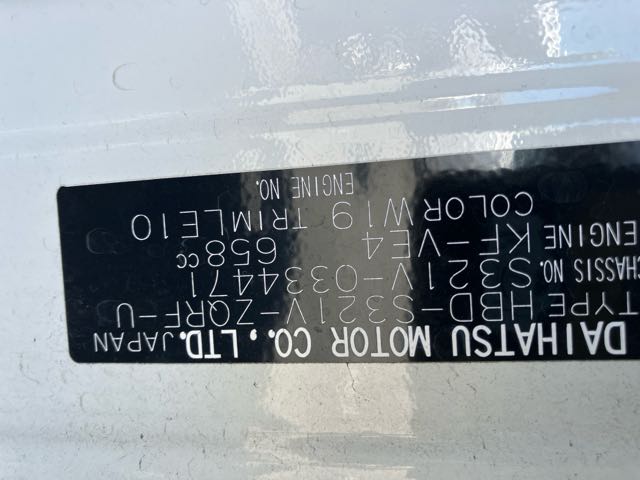 DAIHATSU MOTOR CO., LTD. JAPAN
TYPE HBD-S321V-ZQRF-U
CHASSIS NO. S321V-0334471
ENGINE KF-VE4 658cc
COLOR W19 TRIM LE10
ENGINE NO.